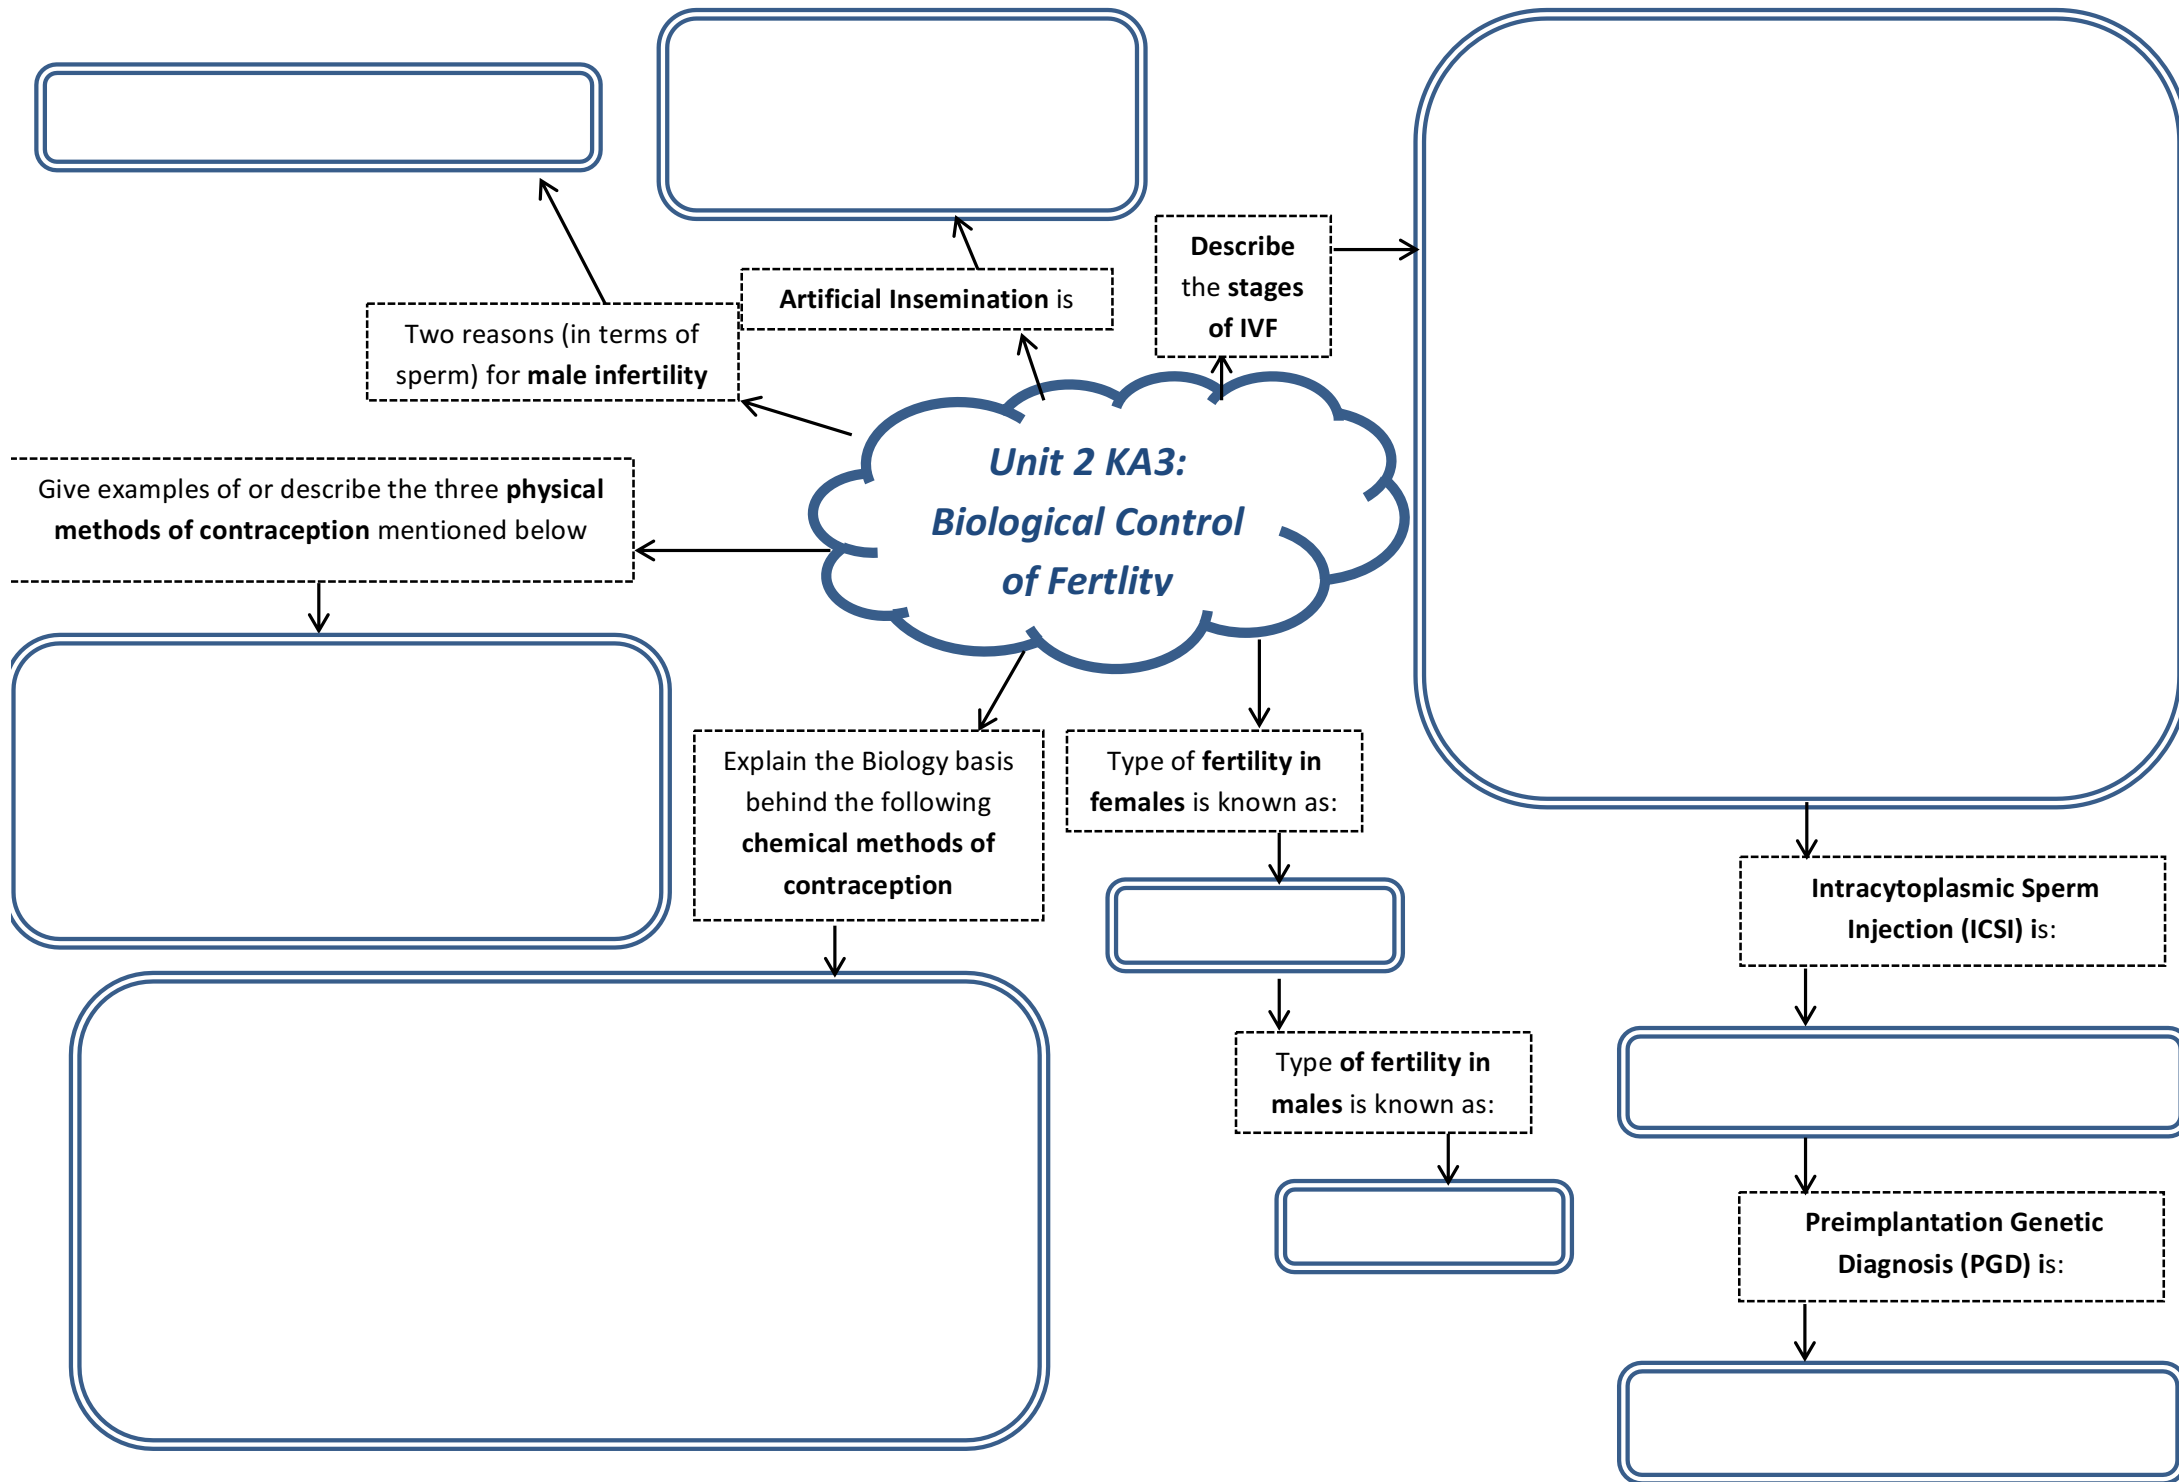 Describe
the stages
of IVF
Artificial Insemination is
Two reasons (in terms of
sperm) for male infertility
Unit 2 KA3:
Biological Control
of Fertlity
Give examples of or describe the three physical
methods of contraception mentioned below
Explain the Biology basis
behind the following
chemical methods of
contraception
Type of fertility in
females is known as:
Type of fertility in
males is known as:
Intracytoplasmic Sperm
Injection (ICSI) is:
Preimplantation Genetic
Diagnosis (PGD) is: